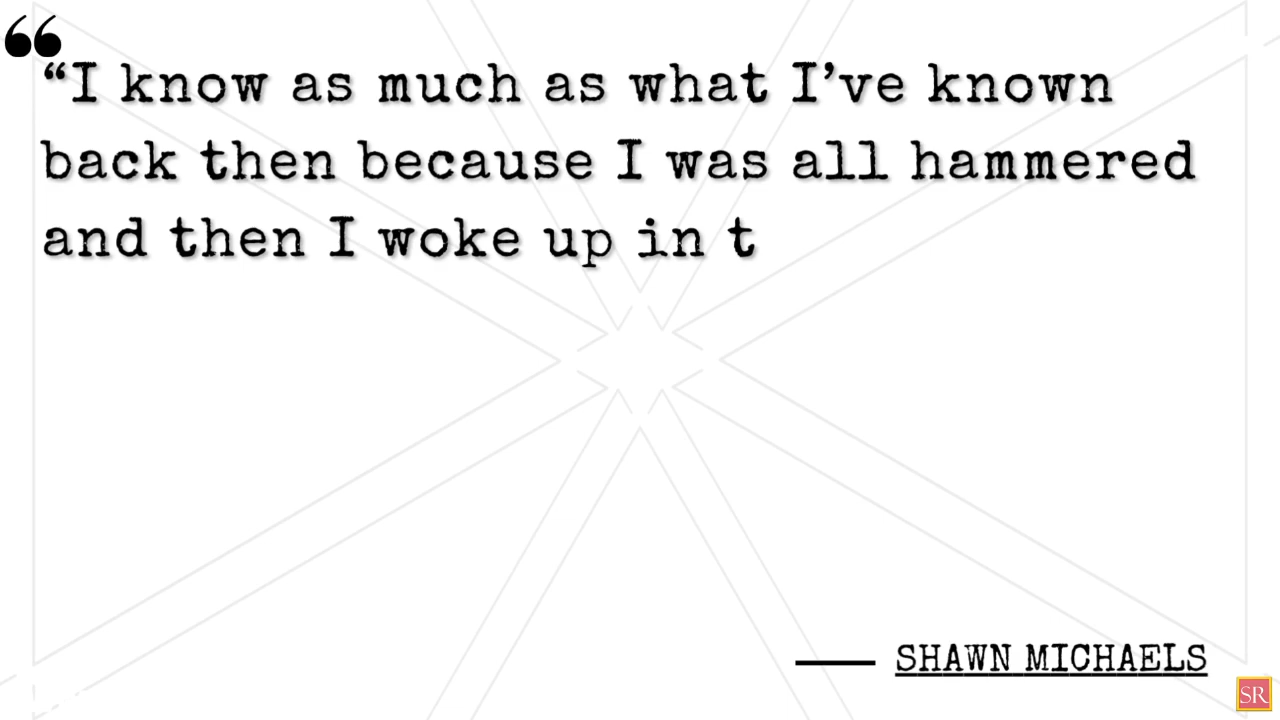 ❝
“I know as much as what I’ve known
back then because I was all hammered
and then I woke up in t
SHAWN MICHAELS
SR